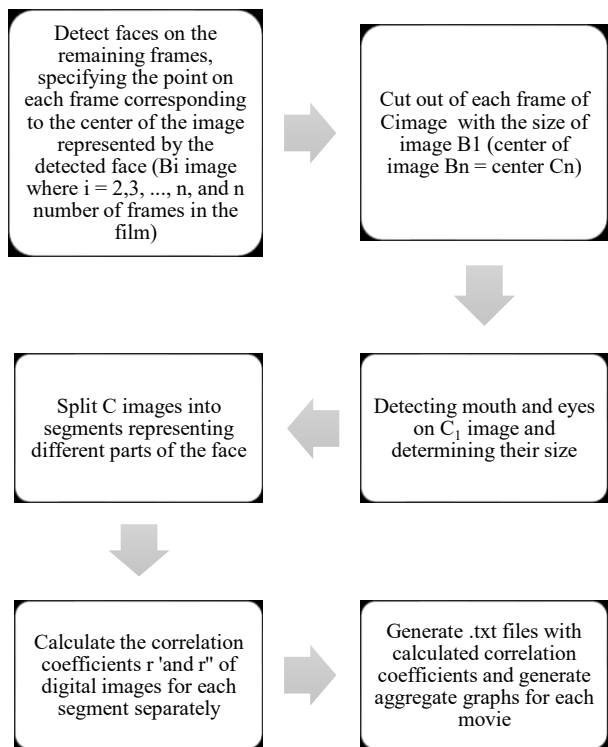 Detect faces on the
remaining frames,
specifying the point on
each frame corresponding
to the center of the image
represented by the
detected face (Bi image
where i = 2,3, ..., n, and n
number of frames in the
film)
Cut out of each frame of
Cimage with the size of
image B1 (center of
image Bn = center Cn)
Detecting mouth and eyes
on C₁ image and
determining their size
Split C images into
segments representing
different parts of the face
Calculate the correlation
coefficients r 'and r" of
digital images for each
segment separately
Generate .txt files with
calculated correlation
coefficients and generate
aggregate graphs for each
movie